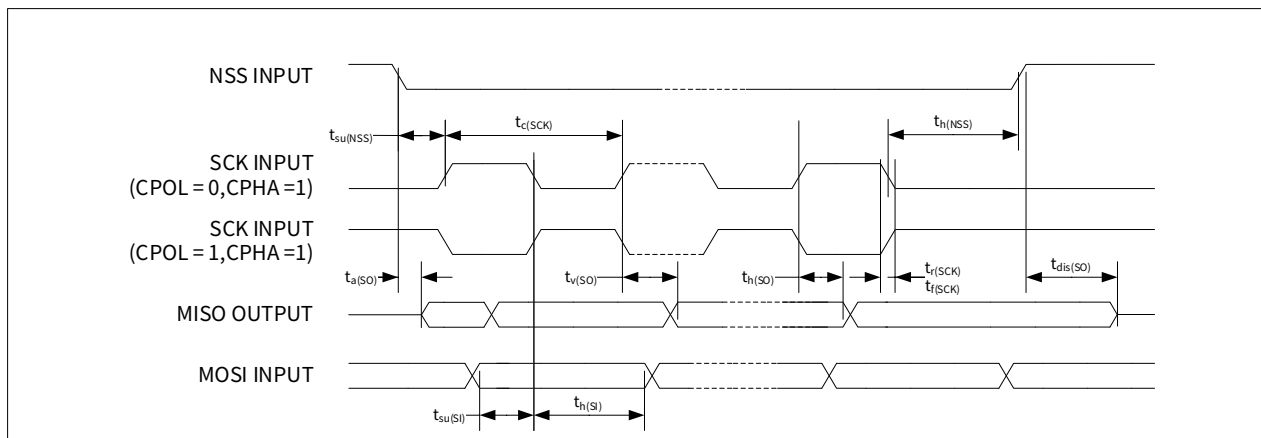 NSS INPUT
tsu(NSS)
tc(SCK)
th(NSS)
SCK INPUT
(CPOL = 0,CPHA =1)
SCK INPUT
(CPOL = 1,CPHA =1)
ta(SO)
tv(SO)
th(SO)
tr(SCK)
tf(SCK)
tdis(SO)
MISO OUTPUT
MOSI INPUT
tsu(SI)
th(SI)